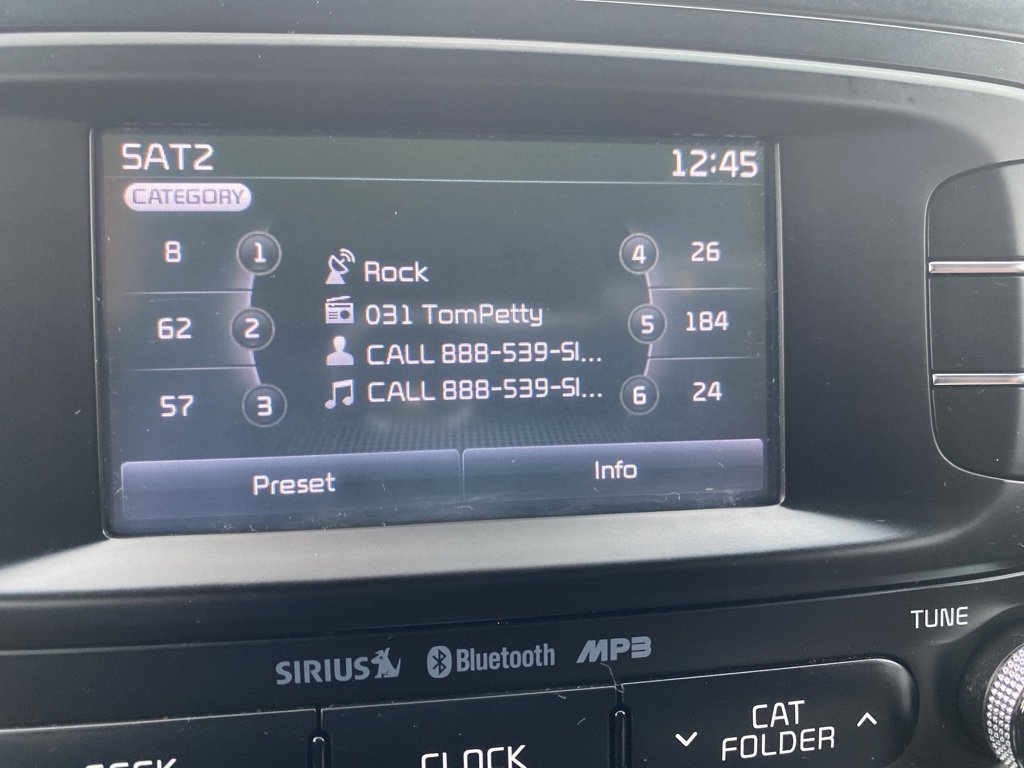 SAT2 12:45
CATEGORY
8 1 Rock 4 26
62 2 031 TomPetty 5 184
CALL 888-539-SI...
57 3 CALL 888-539-SI... 6 24
Preset Info
TUNE
SIRIUS Bluetooth MP3
CLOCK CAT
FOLDER